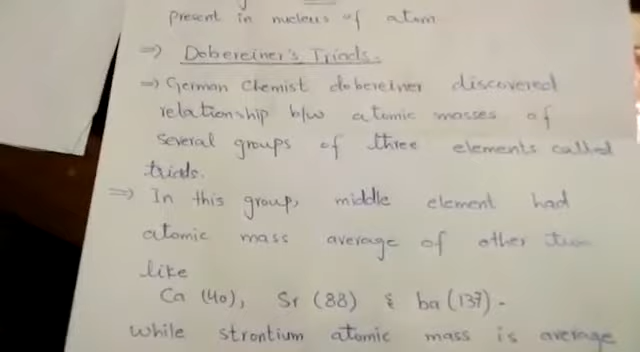 present in nucleus of atom
⇒ Dobereiner's Triads.
⇒ German Chemist dobereiner discovered
relationship b/w atomic masses of
several groups of three elements called
triads.
⇒ In this group, middle element had
atomic mass average of other two
like
Ca (40), Sr (88) & ba (137).
while strontium atomic mass is average